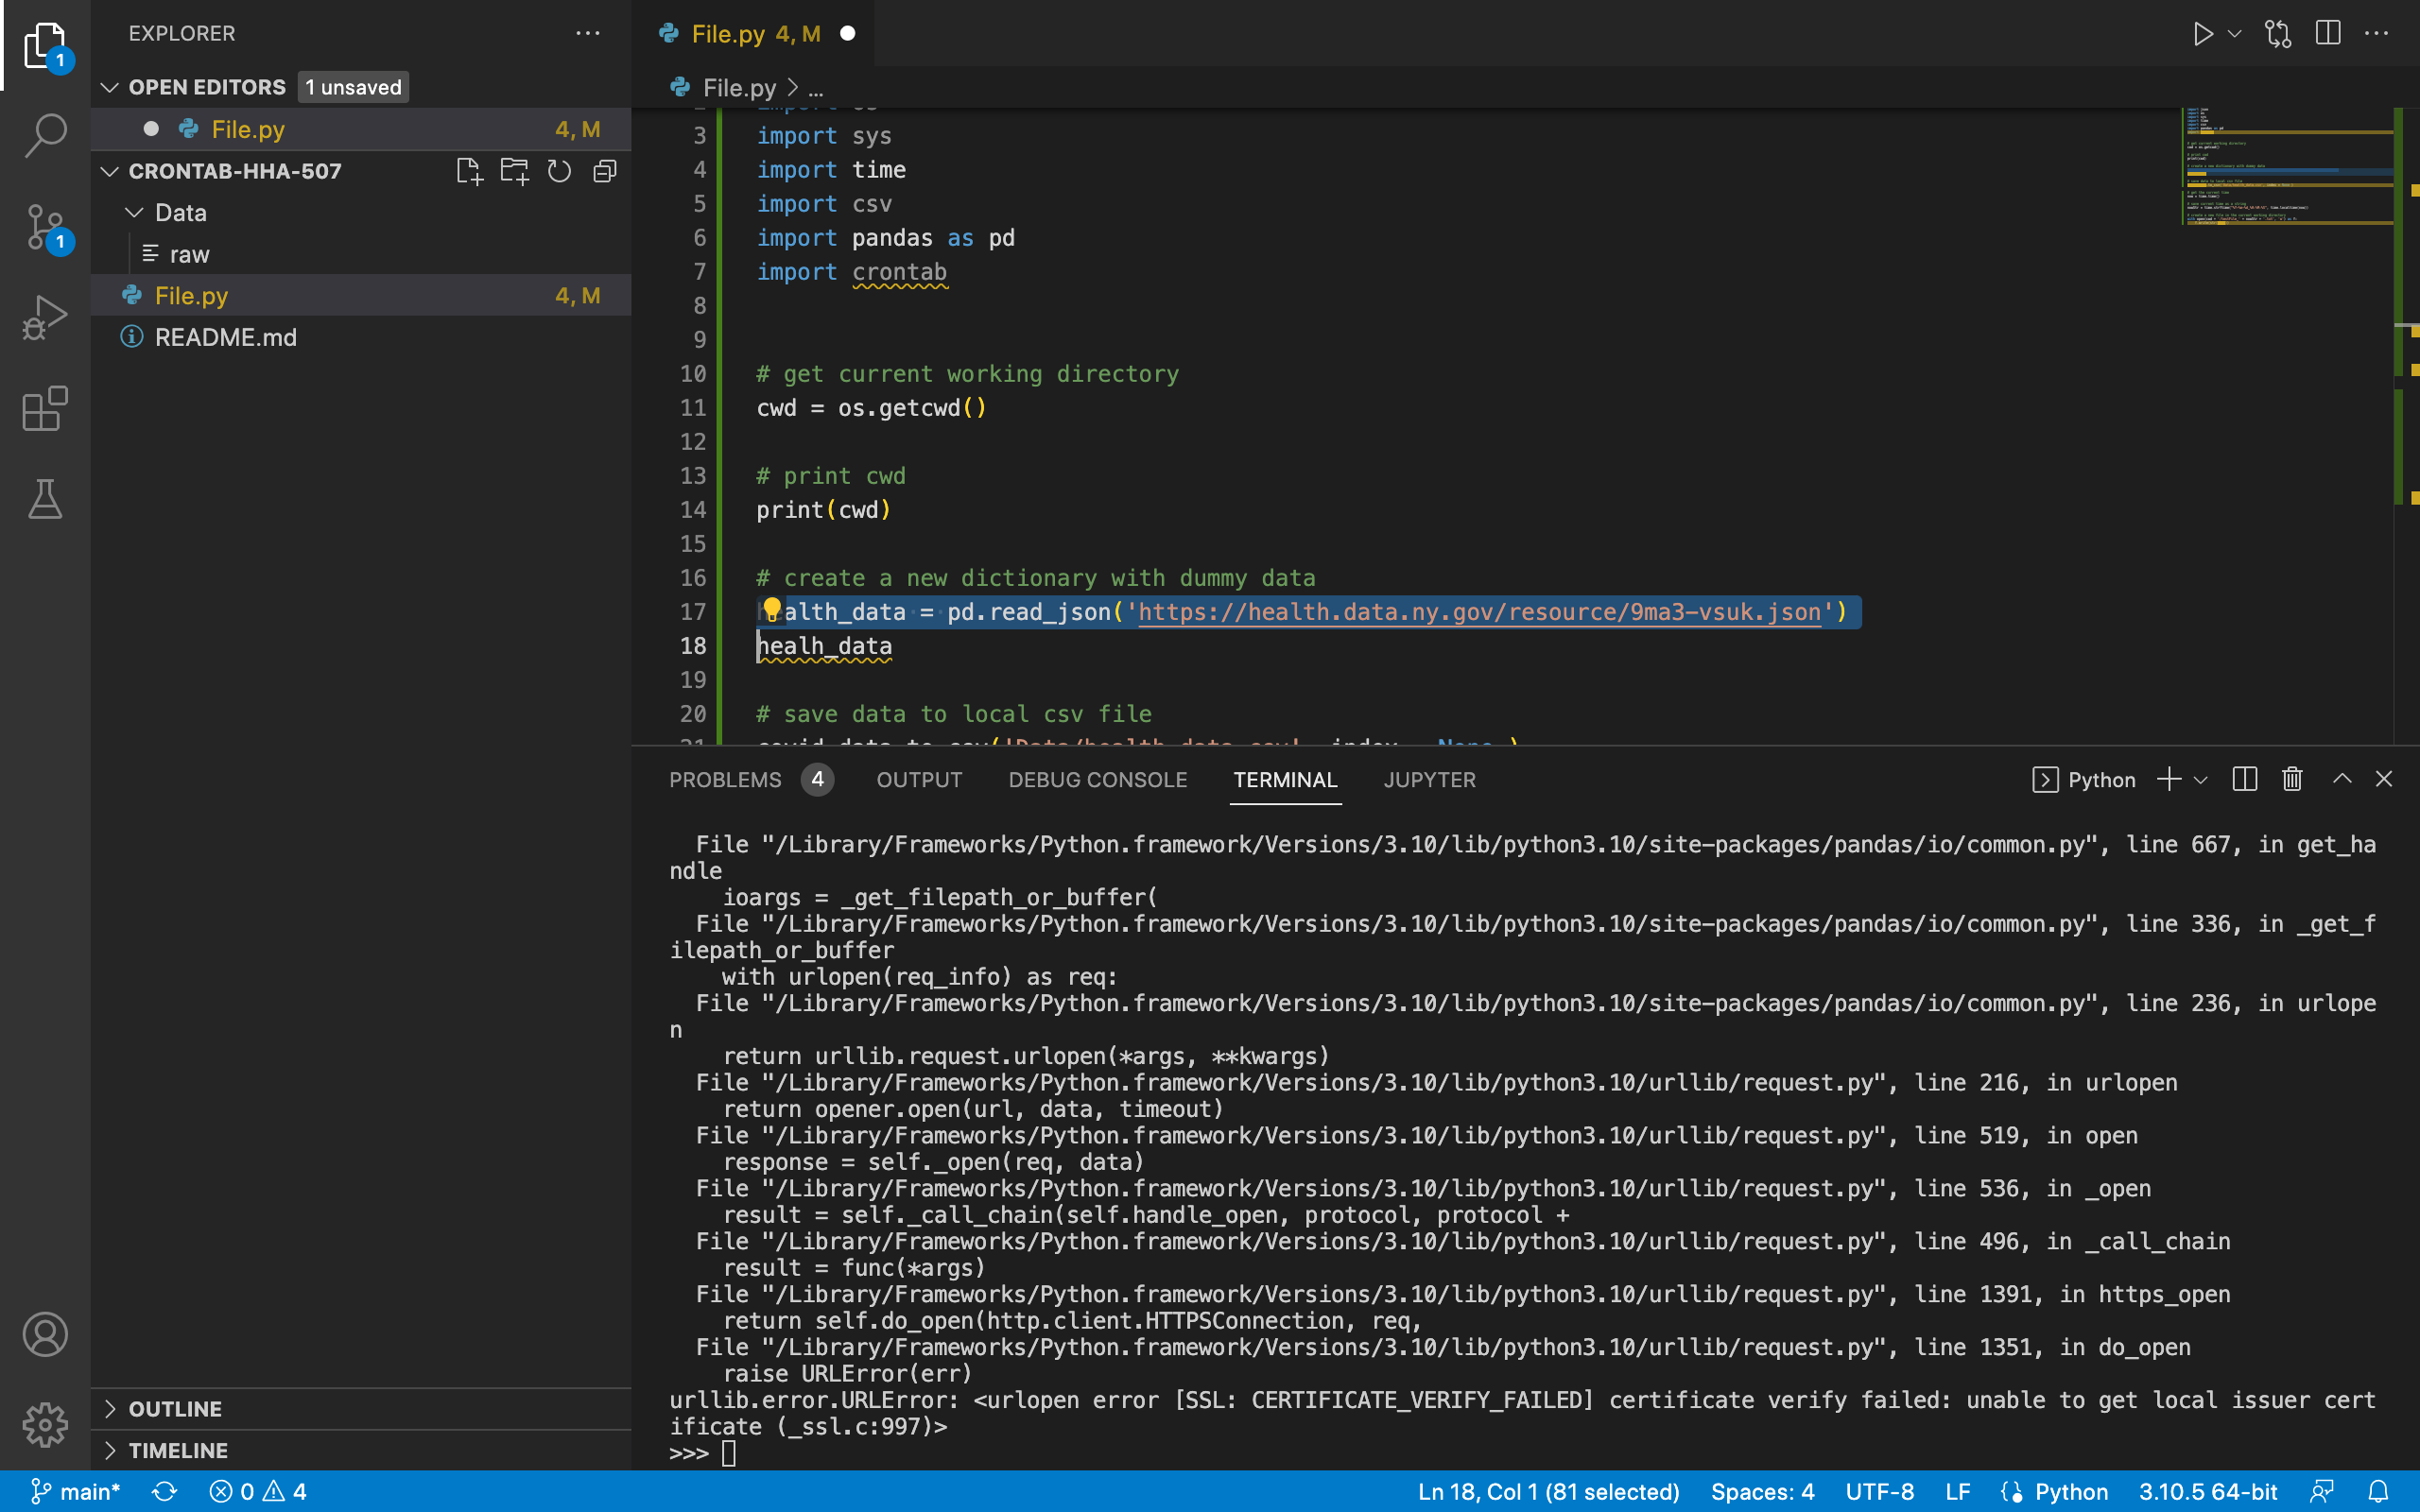 EXPLORER
OPEN EDITORS 1 unsaved
File.py 4, M
CRONTAB-HHA-507
Data
raw
File.py 4, M
README.md
OUTLINE
TIMELINE
1
1
File.py 4, M
File.py > ...
3 import sys
4 import time
5 import csv
6 import pandas as pd
7 import crontab
8
9
10 # get current working directory
11 cwd = os.getcwd()
12
13 # print cwd
14 print(cwd)
15
16 # create a new dictionary with dummy data
17 health_data = pd.read_json('https://health.data.ny.gov/resource/9ma3-vsuk.json')
18 healh_data
19
20 # save data to local csv file
PROBLEMS 4 OUTPUT DEBUG CONSOLE TERMINAL JUPYTER Python
File "/Library/Frameworks/Python.framework/Versions/3.10/lib/python3.10/site-packages/pandas/io/common.py", line 667, in get_ha
ndle
ioargs = _get_filepath_or_buffer(
File "/Library/Frameworks/Python.framework/Versions/3.10/lib/python3.10/site-packages/pandas/io/common.py", line 336, in _get_f
ilepath_or_buffer
with urlopen(req_info) as req:
File "/Library/Frameworks/Python.framework/Versions/3.10/lib/python3.10/site-packages/pandas/io/common.py", line 236, in urlope
n
return urllib.request.urlopen(*args, **kwargs)
File "/Library/Frameworks/Python.framework/Versions/3.10/lib/python3.10/urllib/request.py", line 216, in urlopen
return opener.open(url, data, timeout)
File "/Library/Frameworks/Python.framework/Versions/3.10/lib/python3.10/urllib/request.py", line 519, in open
response = self._open(req, data)
File "/Library/Frameworks/Python.framework/Versions/3.10/lib/python3.10/urllib/request.py", line 536, in _open
result = self._call_chain(self.handle_open, protocol, protocol +
File "/Library/Frameworks/Python.framework/Versions/3.10/lib/python3.10/urllib/request.py", line 496, in _call_chain
result = func(*args)
File "/Library/Frameworks/Python.framework/Versions/3.10/lib/python3.10/urllib/request.py", line 1391, in https_open
return self.do_open(http.client.HTTPSConnection, req,
File "/Library/Frameworks/Python.framework/Versions/3.10/lib/python3.10/urllib/request.py", line 1351, in do_open
raise URLError(err)
urllib.error.URLError: <urlopen error [SSL: CERTIFICATE_VERIFY_FAILED] certificate verify failed: unable to get local issuer cert
ificate (_ssl.c:997)>
>>>
main* 0 4 Ln 18, Col 1 (81 selected) Spaces: 4 UTF-8 LF Python 3.10.5 64-bit